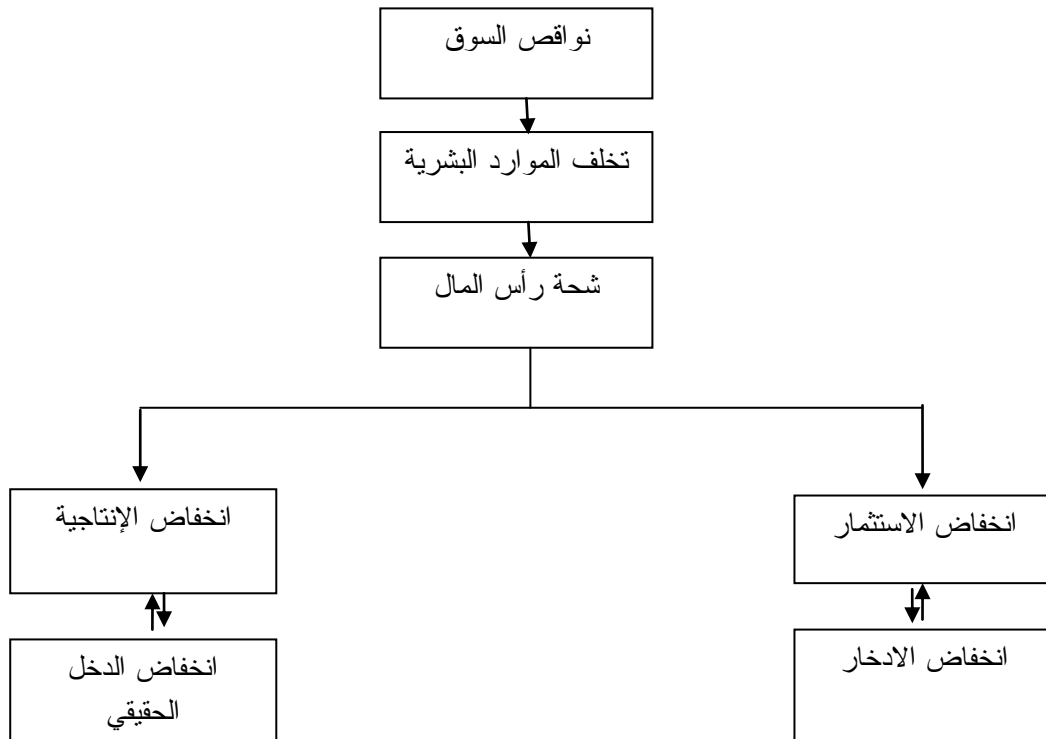 نواقص السوق
تخلف الموارد البشرية
شحة رأس المال
انخفاض الاستثمار
انخفاض الإنتاجية
انخفاض الادخار
انخفاض الدخل
الحقيقي